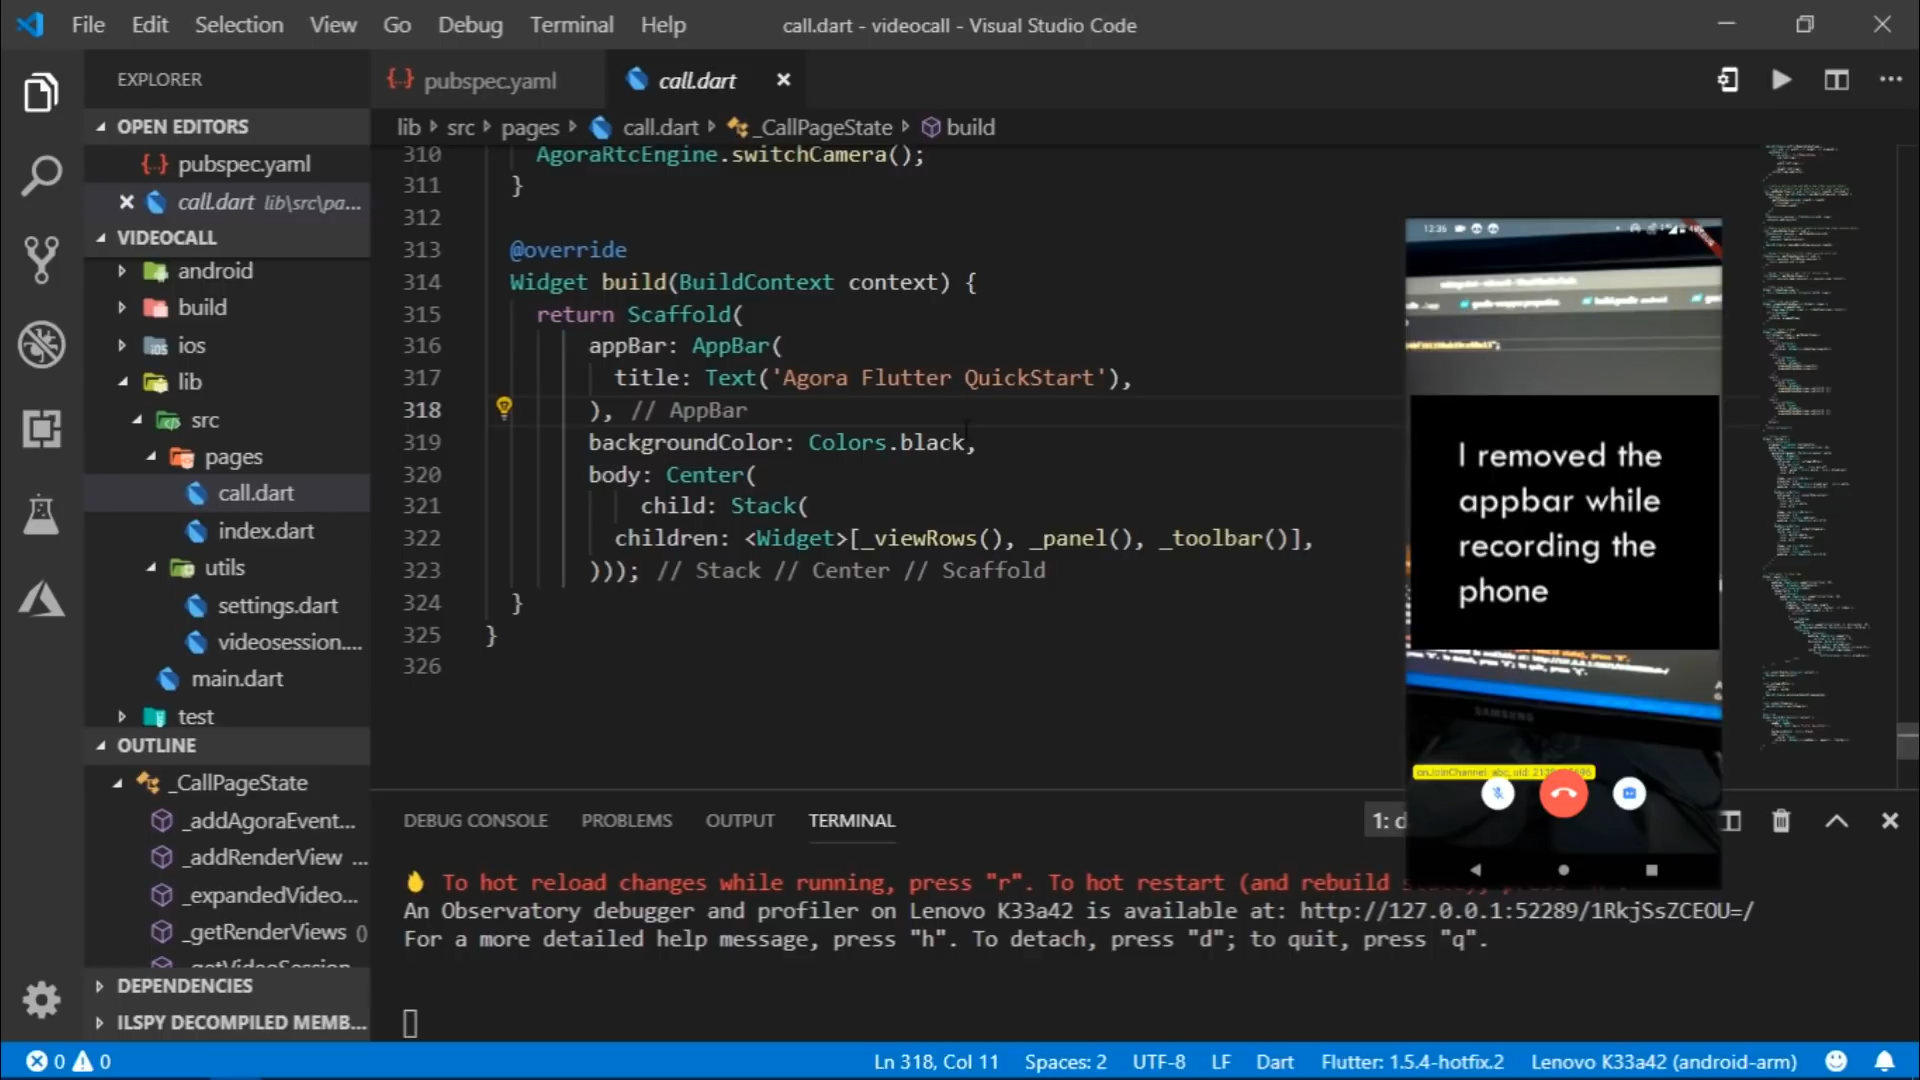 File Edit Selection View Go Debug Terminal Help
call.dart - videocall - Visual Studio Code
EXPLORER
OPEN EDITORS
pubspec.yaml
call.dart lib\src\pa...
VIDEOCALL
android
build
ios
lib
src
pages
call.dart
index.dart
utils
settings.dart
videosession....
main.dart
test
OUTLINE
_CallPageState
_addAgoraEvent...
_addRenderView ...
_expandedVideo...
_getRenderViews ()
_getVideoSession
DEPENDENCIES
ILSPY DECOMPILED MEMB...
{..} pubspec.yaml
call.dart
lib src pages call.dart _CallPageState build
310 AgoraRtcEngine.switchCamera();
311 }
312
313 @override
314 Widget build(BuildContext context) {
315 return Scaffold(
316 appBar: AppBar(
317 title: Text('Agora Flutter QuickStart'),
318 ), // AppBar
319 backgroundColor: Colors.black,
320 body: Center(
321 child: Stack(
322 children: <Widget>[_viewRows(), _panel(), _toolbar()],
323 ))); // Stack // Center // Scaffold
324 }
325 }
326
12:36
I removed the
appbar while
recording the
phone
SAMSUNG
DEBUG CONSOLE PROBLEMS OUTPUT TERMINAL
1: d
To hot reload changes while running, press "r". To hot restart (and rebuild
An Observatory debugger and profiler on Lenovo K33a42 is available at: http://127.0.0.1:52289/1RkjSsZCEOU=/
For a more detailed help message, press "h". To detach, press "d"; to quit, press "q".
0 0
Ln 318, Col 11 Spaces: 2 UTF-8 LF Dart Flutter: 1.5.4-hotfix.2 Lenovo K33a42 (android-arm)